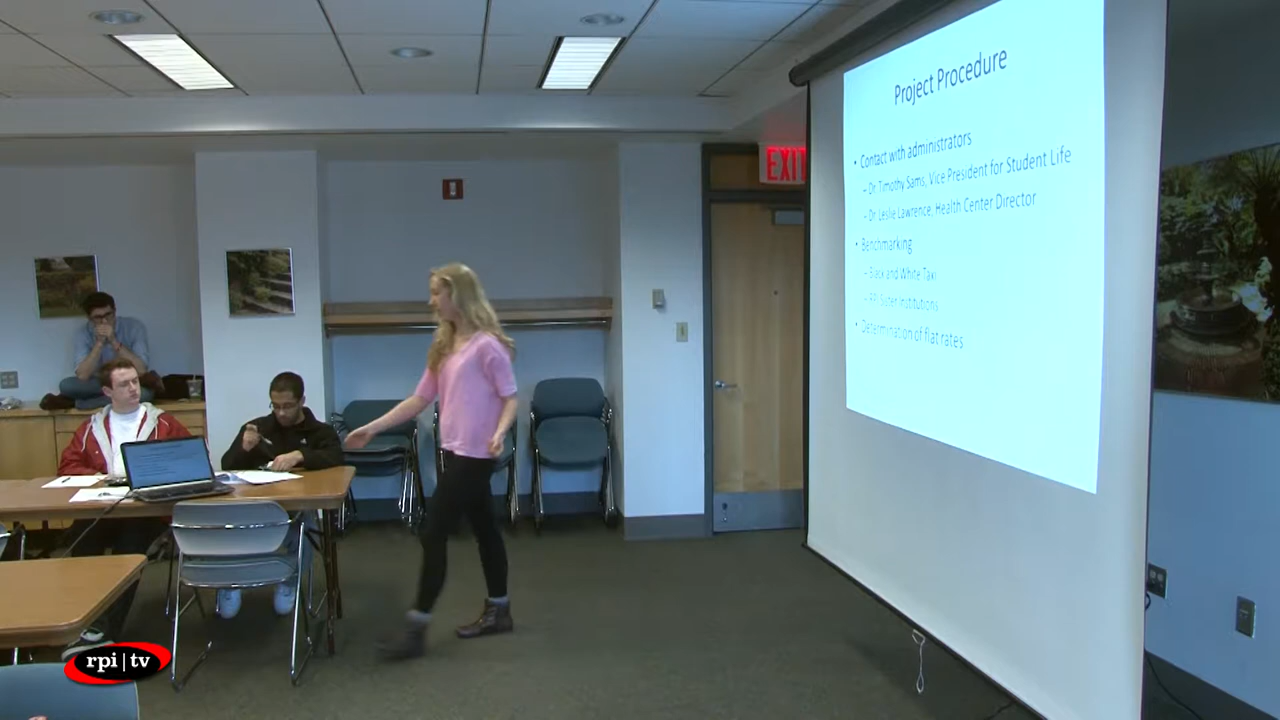 Project Procedure
• Contact with administrators
– Dr Timothy Sams, Vice President for Student Life
– Dr Leslie Lawrence, Health Center Director
• Benchmarking
– Black and White Taxi
– RPI Sister Institutions
• Determination of flat rates
EXIT
rpi|tv